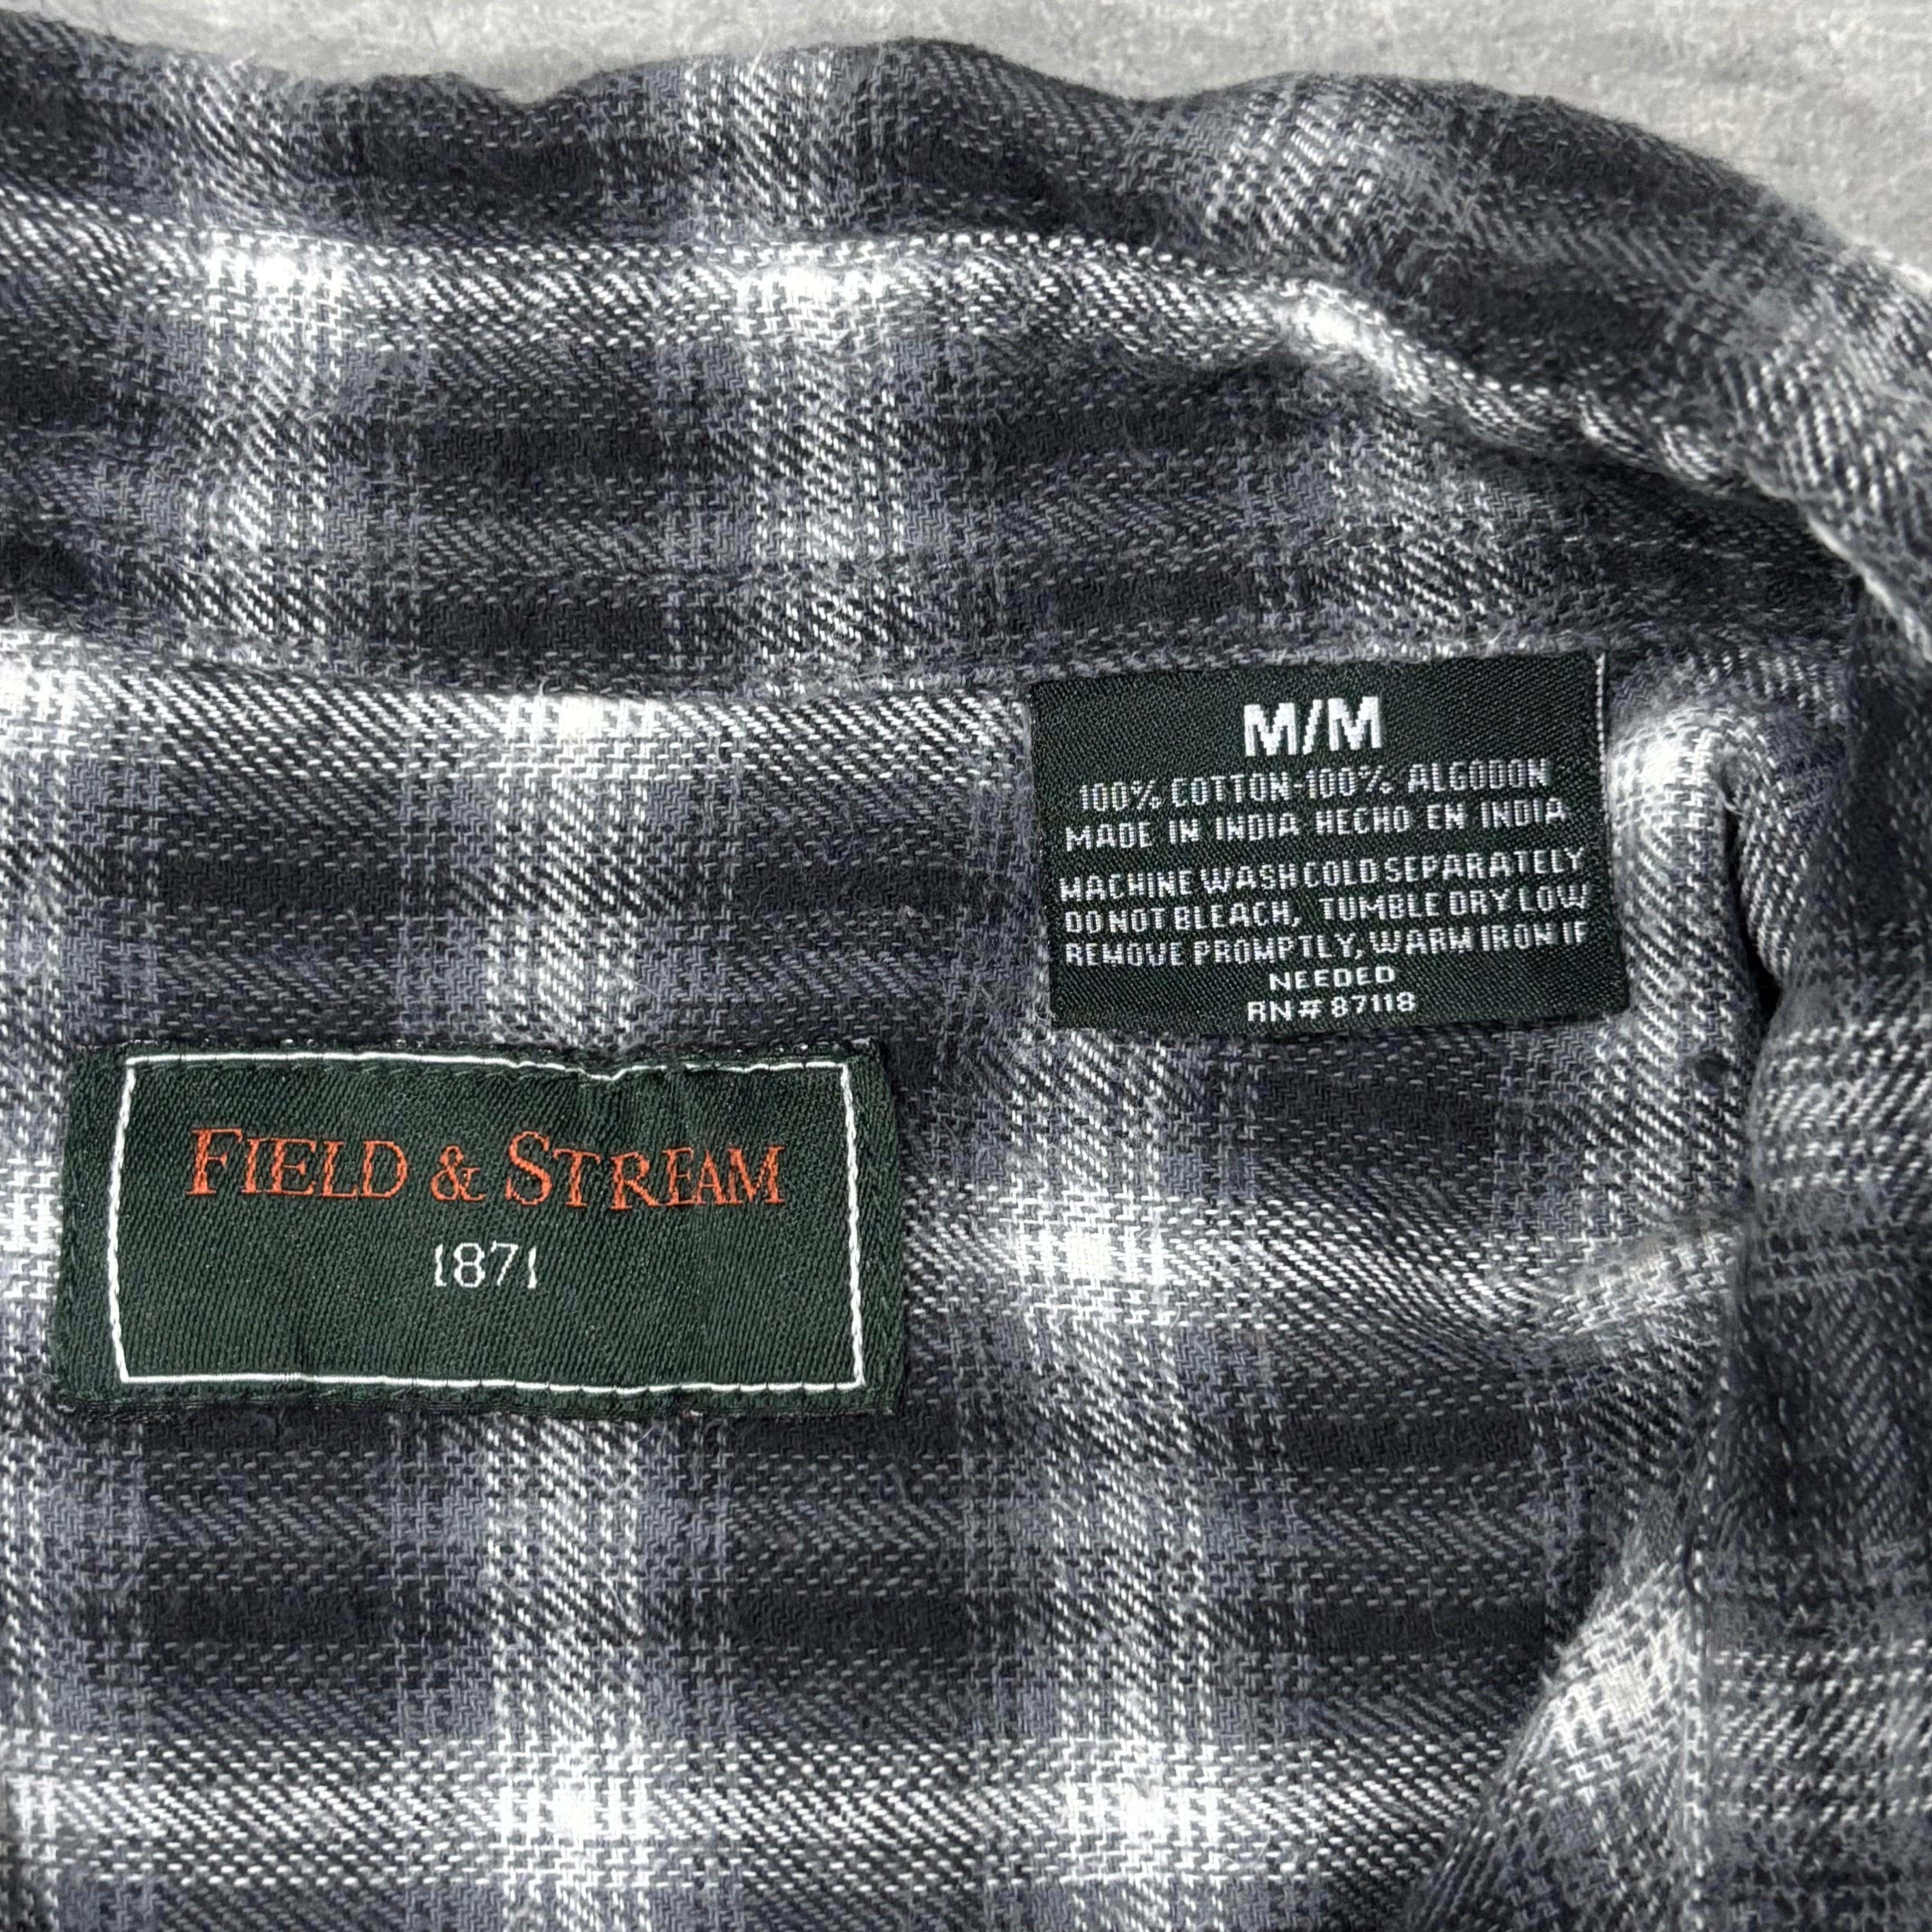 M/M
100% COTTON-100% ALGODON
MADE IN INDIA HECHO EN INDIA
MACHINE WASH COLD SEPARATELY
DO NOT BLEACH, TUMBLE DRY LOW
REMOVE PROMPTLY, WARM IRON IF
NEEDED
RN# 87118
FIELD & STREAM
1871